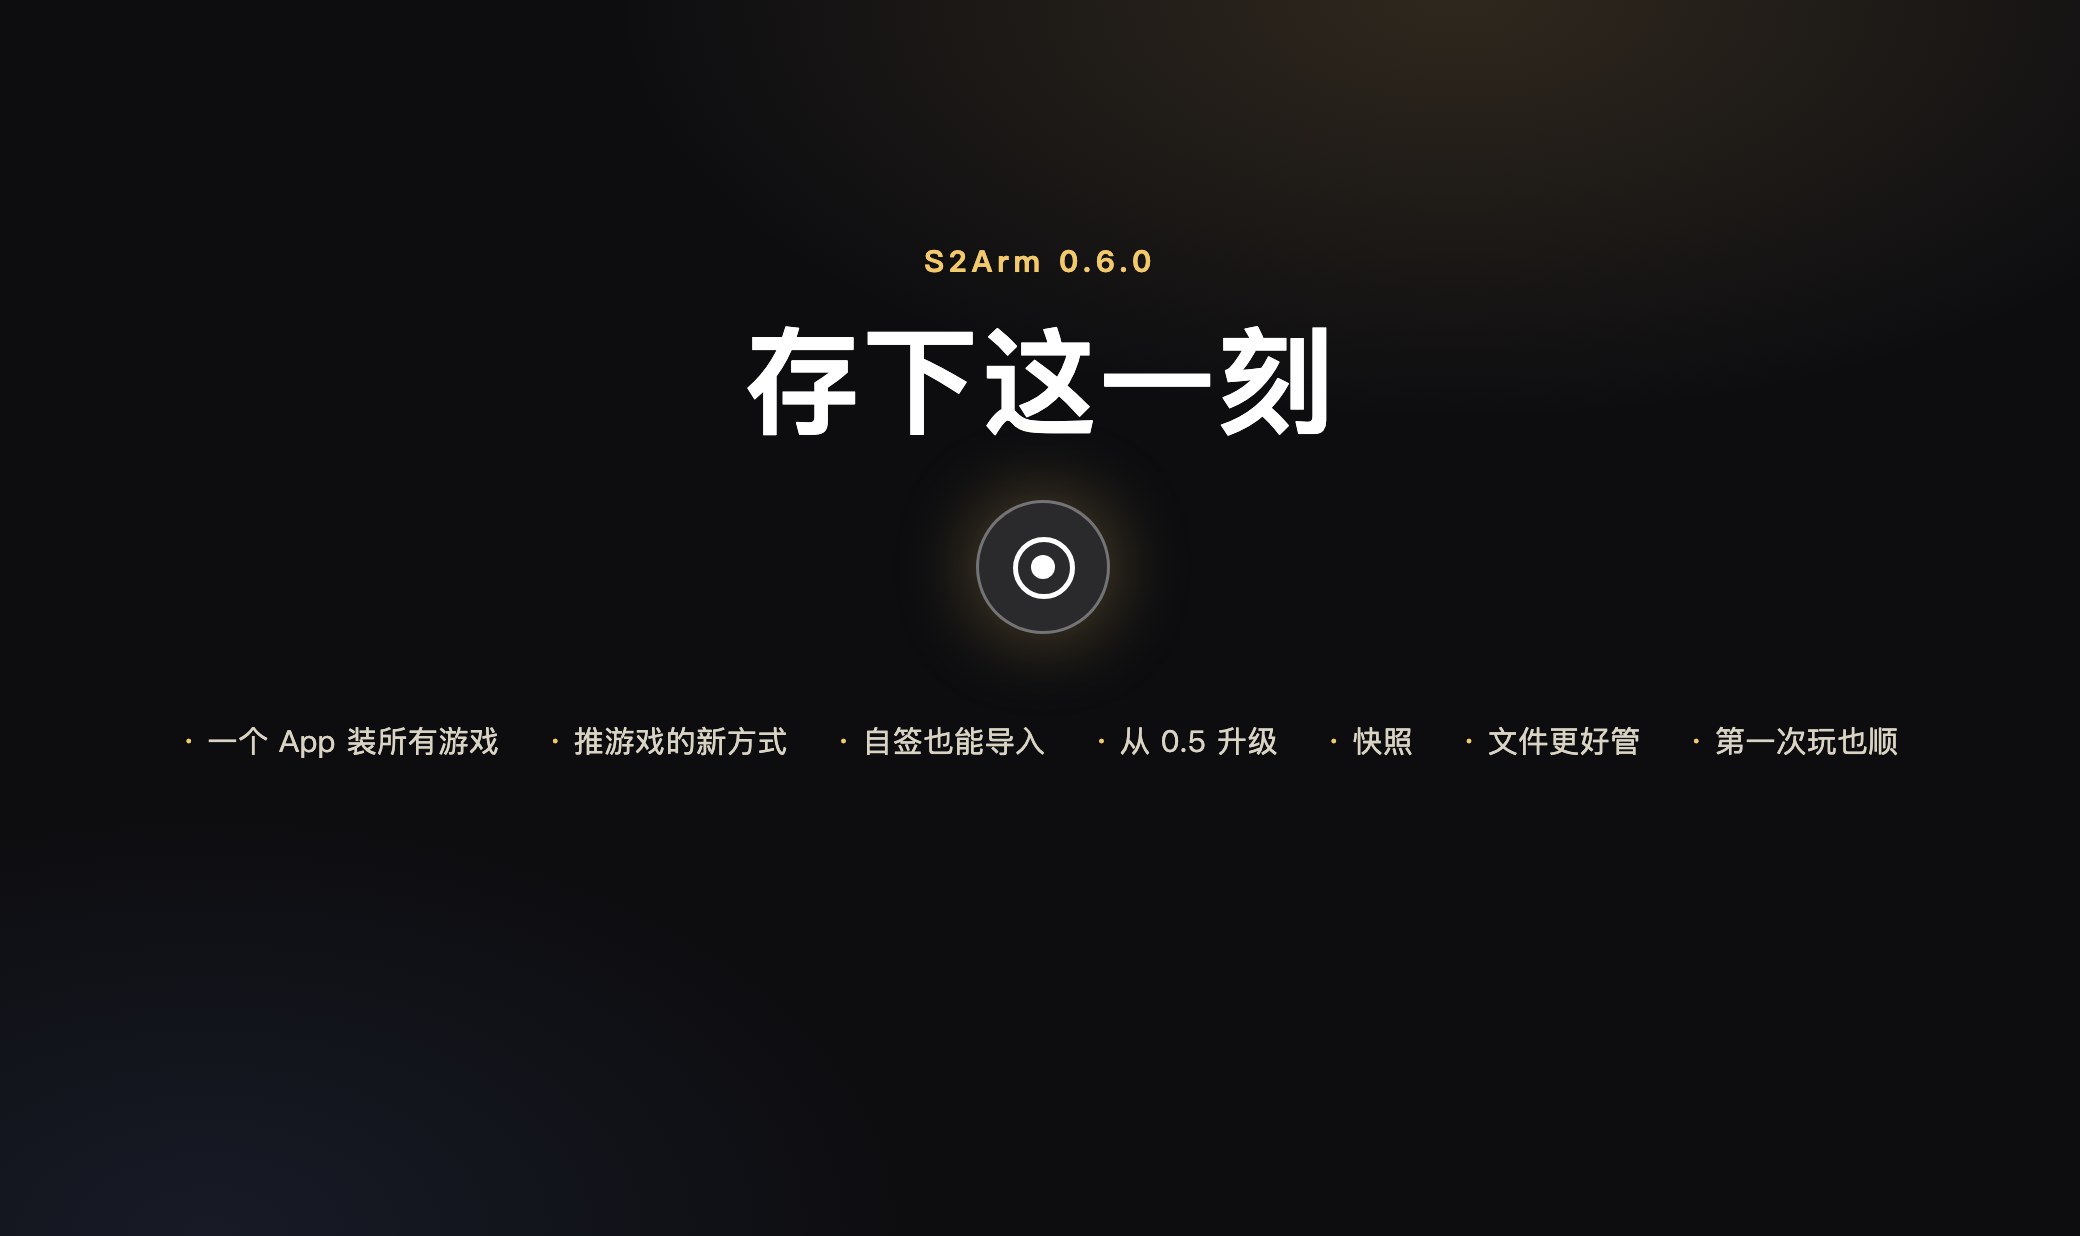 S2Arm 0.6.0
存下这一刻
· 一个 App 装所有游戏 · 推游戏的新方式 · 自签也能导入 · 从 0.5 升级 · 快照 · 文件更好管 · 第一次玩也顺